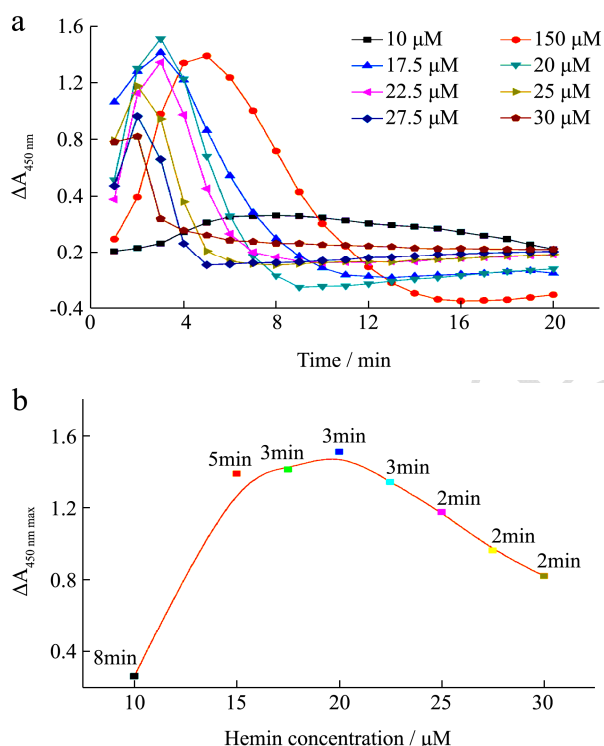 a
10 μM
150 μM
17.5 μM
20 μM
22.5 μM
25 μM
27.5 μM
30 μM
ΔA450 nm
1.6
1.2
0.8
0.4
0.2
-0.4
0
4
8
12
16
20
Time / min
b
ΔA450 nm max
1.6
1.2
0.8
0.4
8min
5min
3min
3min
3min
2min
2min
2min
10
15
20
25
30
Hemin concentration / μM